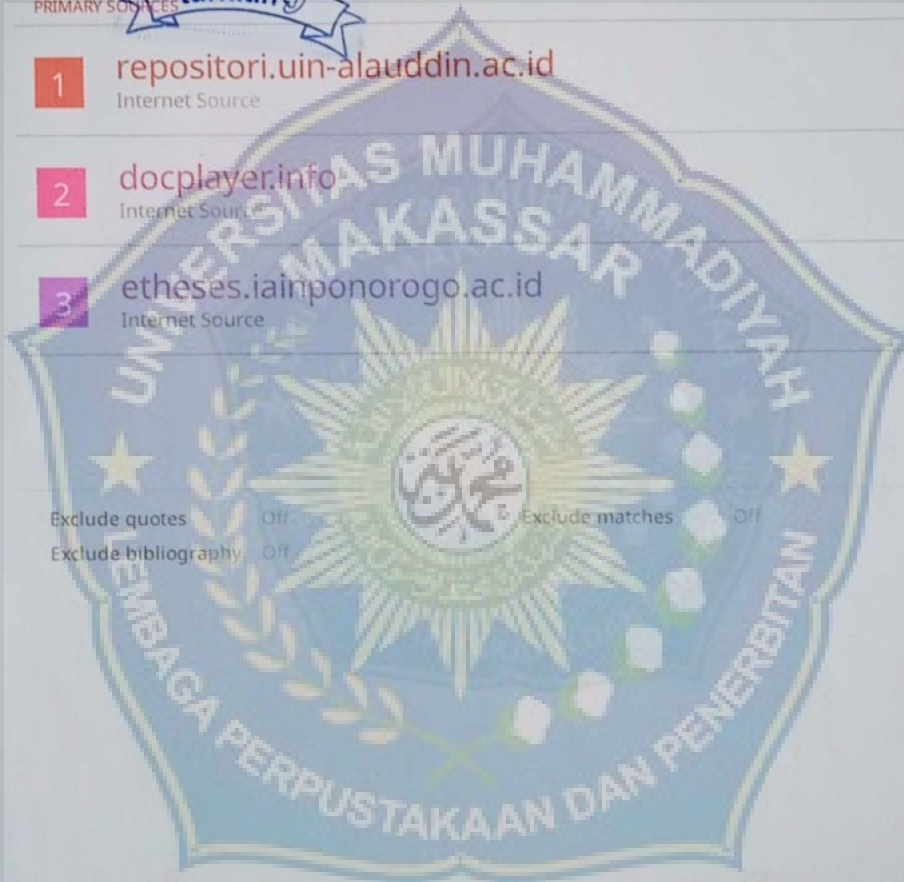 PRIMARY SOURCES
1 repositori.uin-alauddin.ac.id
Internet Source
2 docplayer.info
Internet Source
3 etheses.iainponorogo.ac.id
Internet Source
Exclude quotes Off
Exclude matches Off
Exclude bibliography Off
UNIVERSITAS MUHAMMADIYAH
MAKASSAR
LEMBAGA PERPUSTAKAAN DAN PENERBITAN